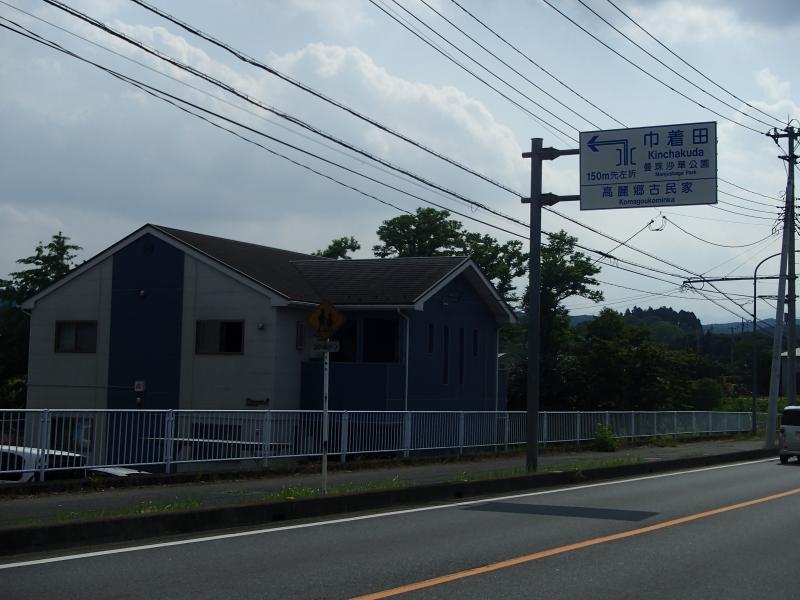 巾着田
Kinchakuda
曼珠沙華公園
Manjushage Park
150m先左折
高麗郷古民家
Komagoukominka